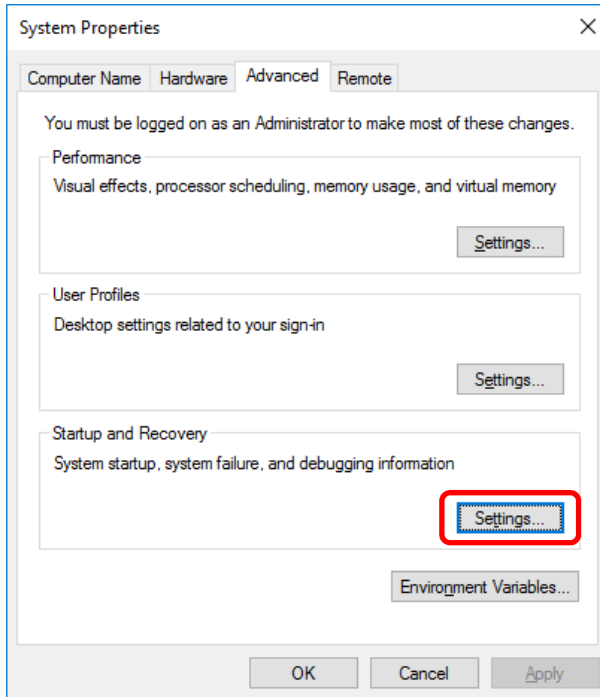 System Properties
Computer Name Hardware Advanced Remote
You must be logged on as an Administrator to make most of these changes.
Performance
Visual effects, processor scheduling, memory usage, and virtual memory
Settings...
User Profiles
Desktop settings related to your sign-in
Settings...
Startup and Recovery
System startup, system failure, and debugging information
Settings...
Environment Variables...
OK Cancel Apply